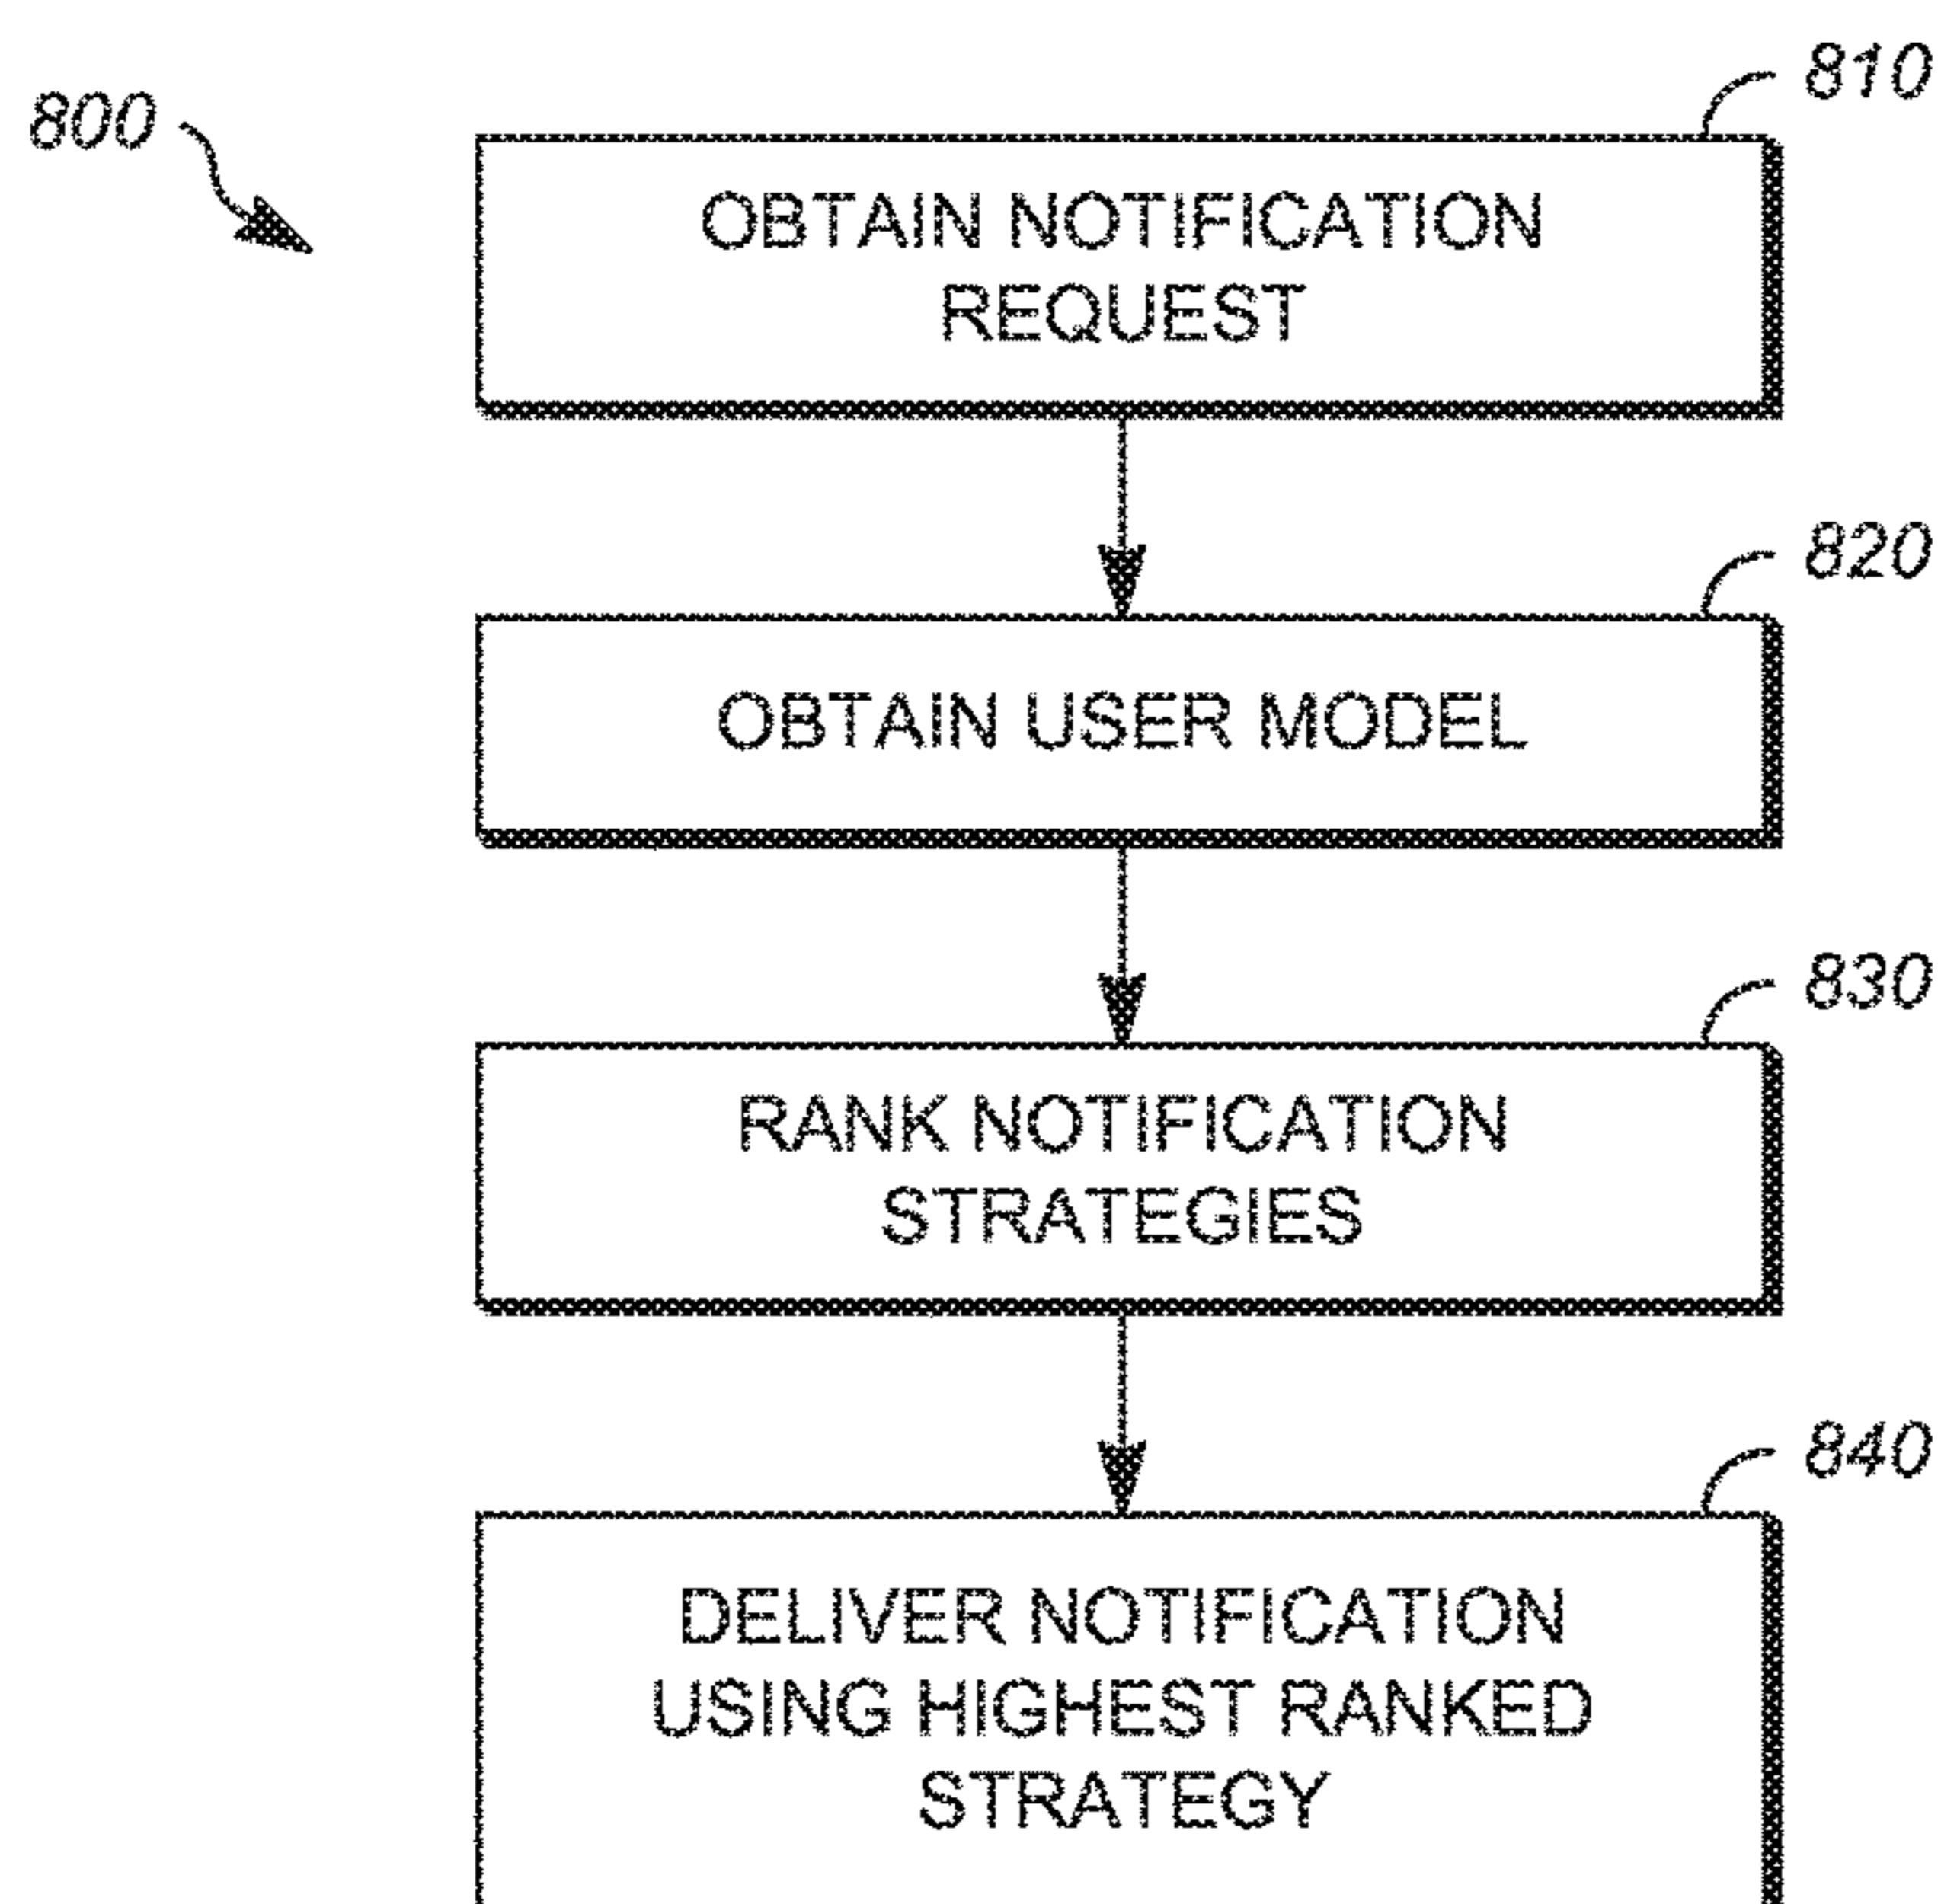 800
810
OBTAIN NOTIFICATION
REQUEST
820
OBTAIN USER MODEL
830
RANK NOTIFICATION
STRATEGIES
840
DELIVER NOTIFICATION
USING HIGHEST RANKED
STRATEGY